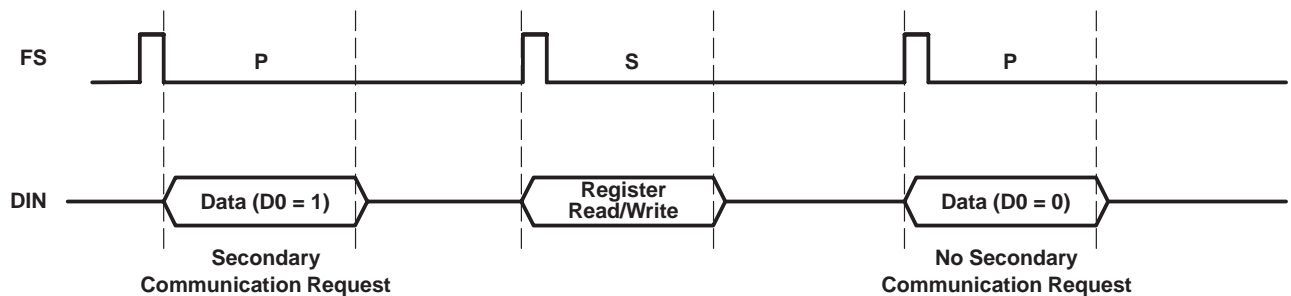 FS
P
S
P
DIN
Data (D0 = 1)
Register
Read/Write
Data (D0 = 0)
Secondary
Communication Request
No Secondary
Communication Request